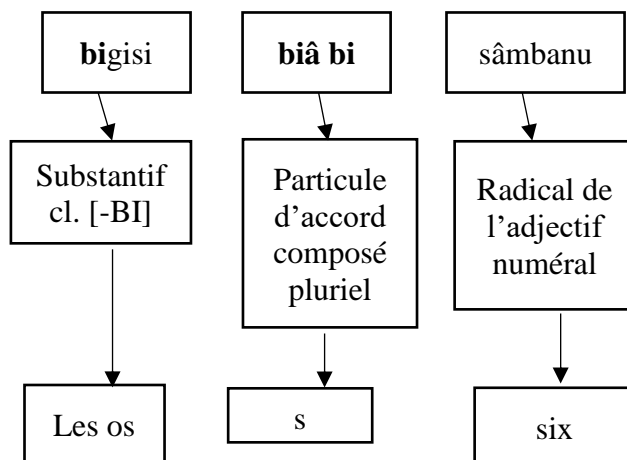 bigisi biâ bi sâmbanu
Substantif
cl. [-BI]
Particule
d’accord
composé
pluriel
Radical de
l’adjectif
numéral
Les os s six